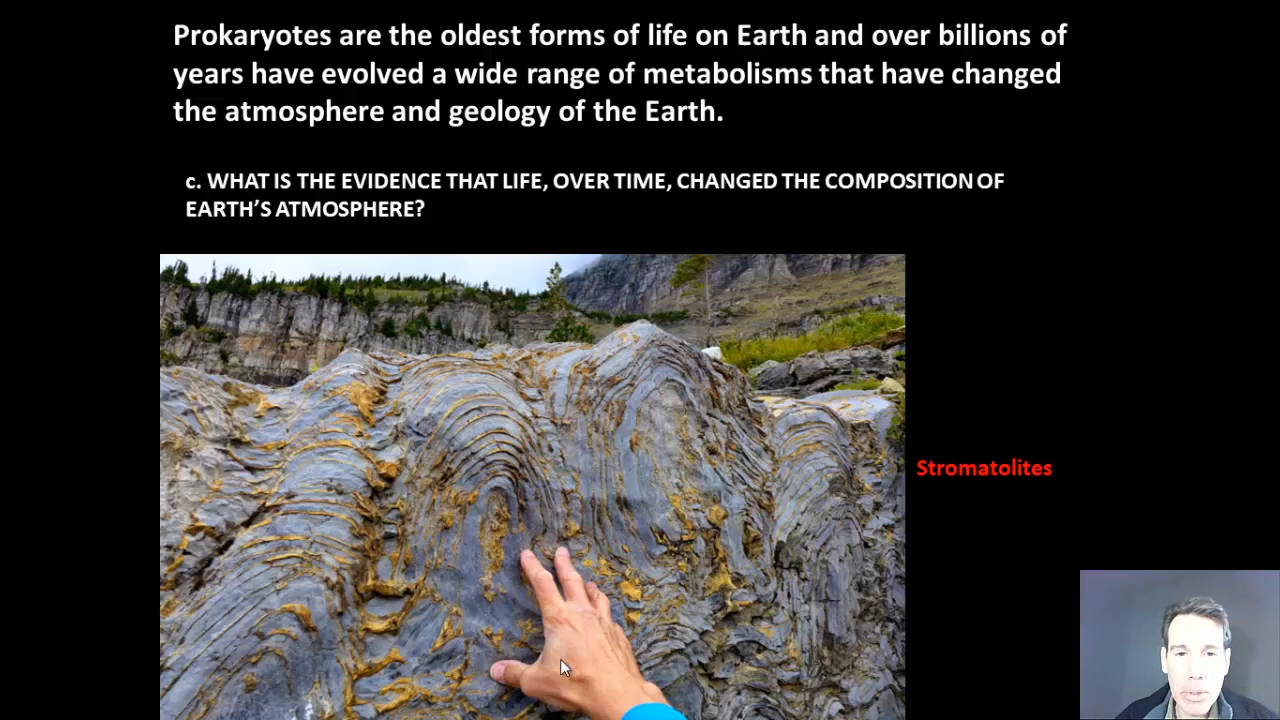 Prokaryotes are the oldest forms of life on Earth and over billions of
years have evolved a wide range of metabolisms that have changed
the atmosphere and geology of the Earth.
c. WHAT IS THE EVIDENCE THAT LIFE, OVER TIME, CHANGED THE COMPOSITION OF
EARTH'S ATMOSPHERE?
Stromatolites